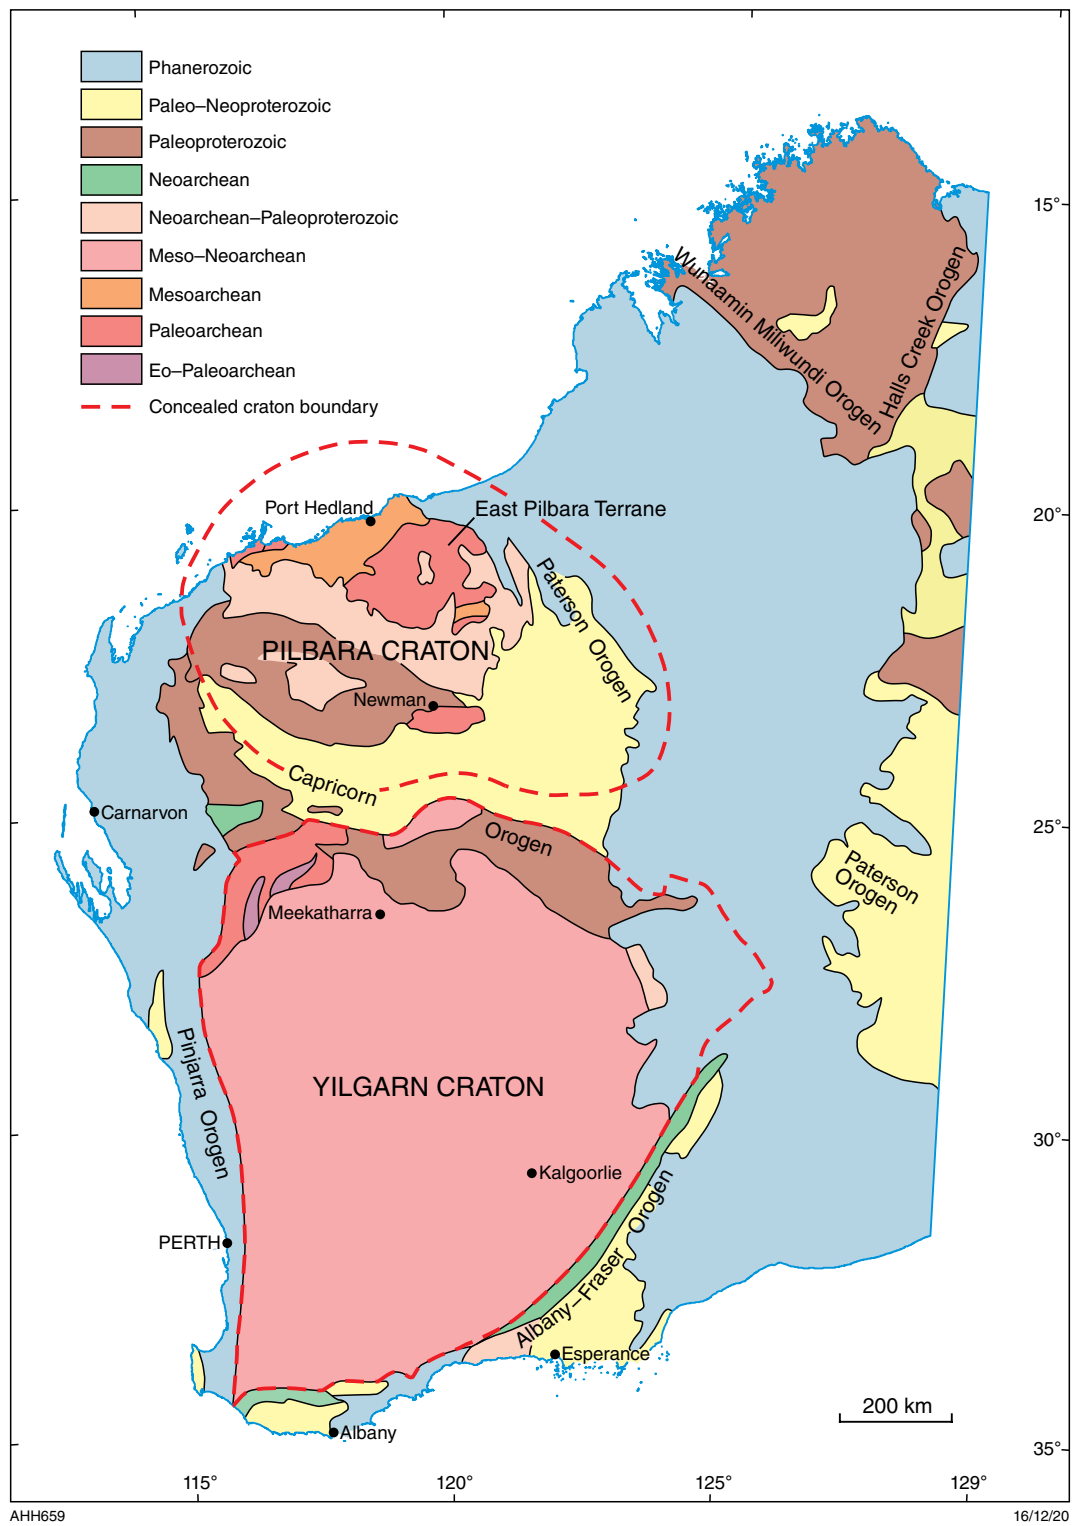 Phanerozoic
Paleo–Neoproterozoic
Paleoproterozoic
Neoarchean
Neoarchean–Paleoproterozoic
Meso–Neoarchean
Mesoarchean
Paleoarchean
Eo–Paleoarchean
Concealed craton boundary
15°
Wunaamin Miliwundi Orogen
Halls Creek Orogen
Port Hedland
East Pilbara Terrane
20°
Paterson Orogen
PILBARA CRATON
Newman
Capricorn
Orogen
Carnarvon
25°
Paterson
Orogen
Meekatharra
Pinjarra Orogen
YILGARN CRATON
30°
Kalgoorlie
PERTH
Albany–Fraser Orogen
Esperance
200 km
Albany
35°
115°
120°
125°
129°
AHH659
16/12/20